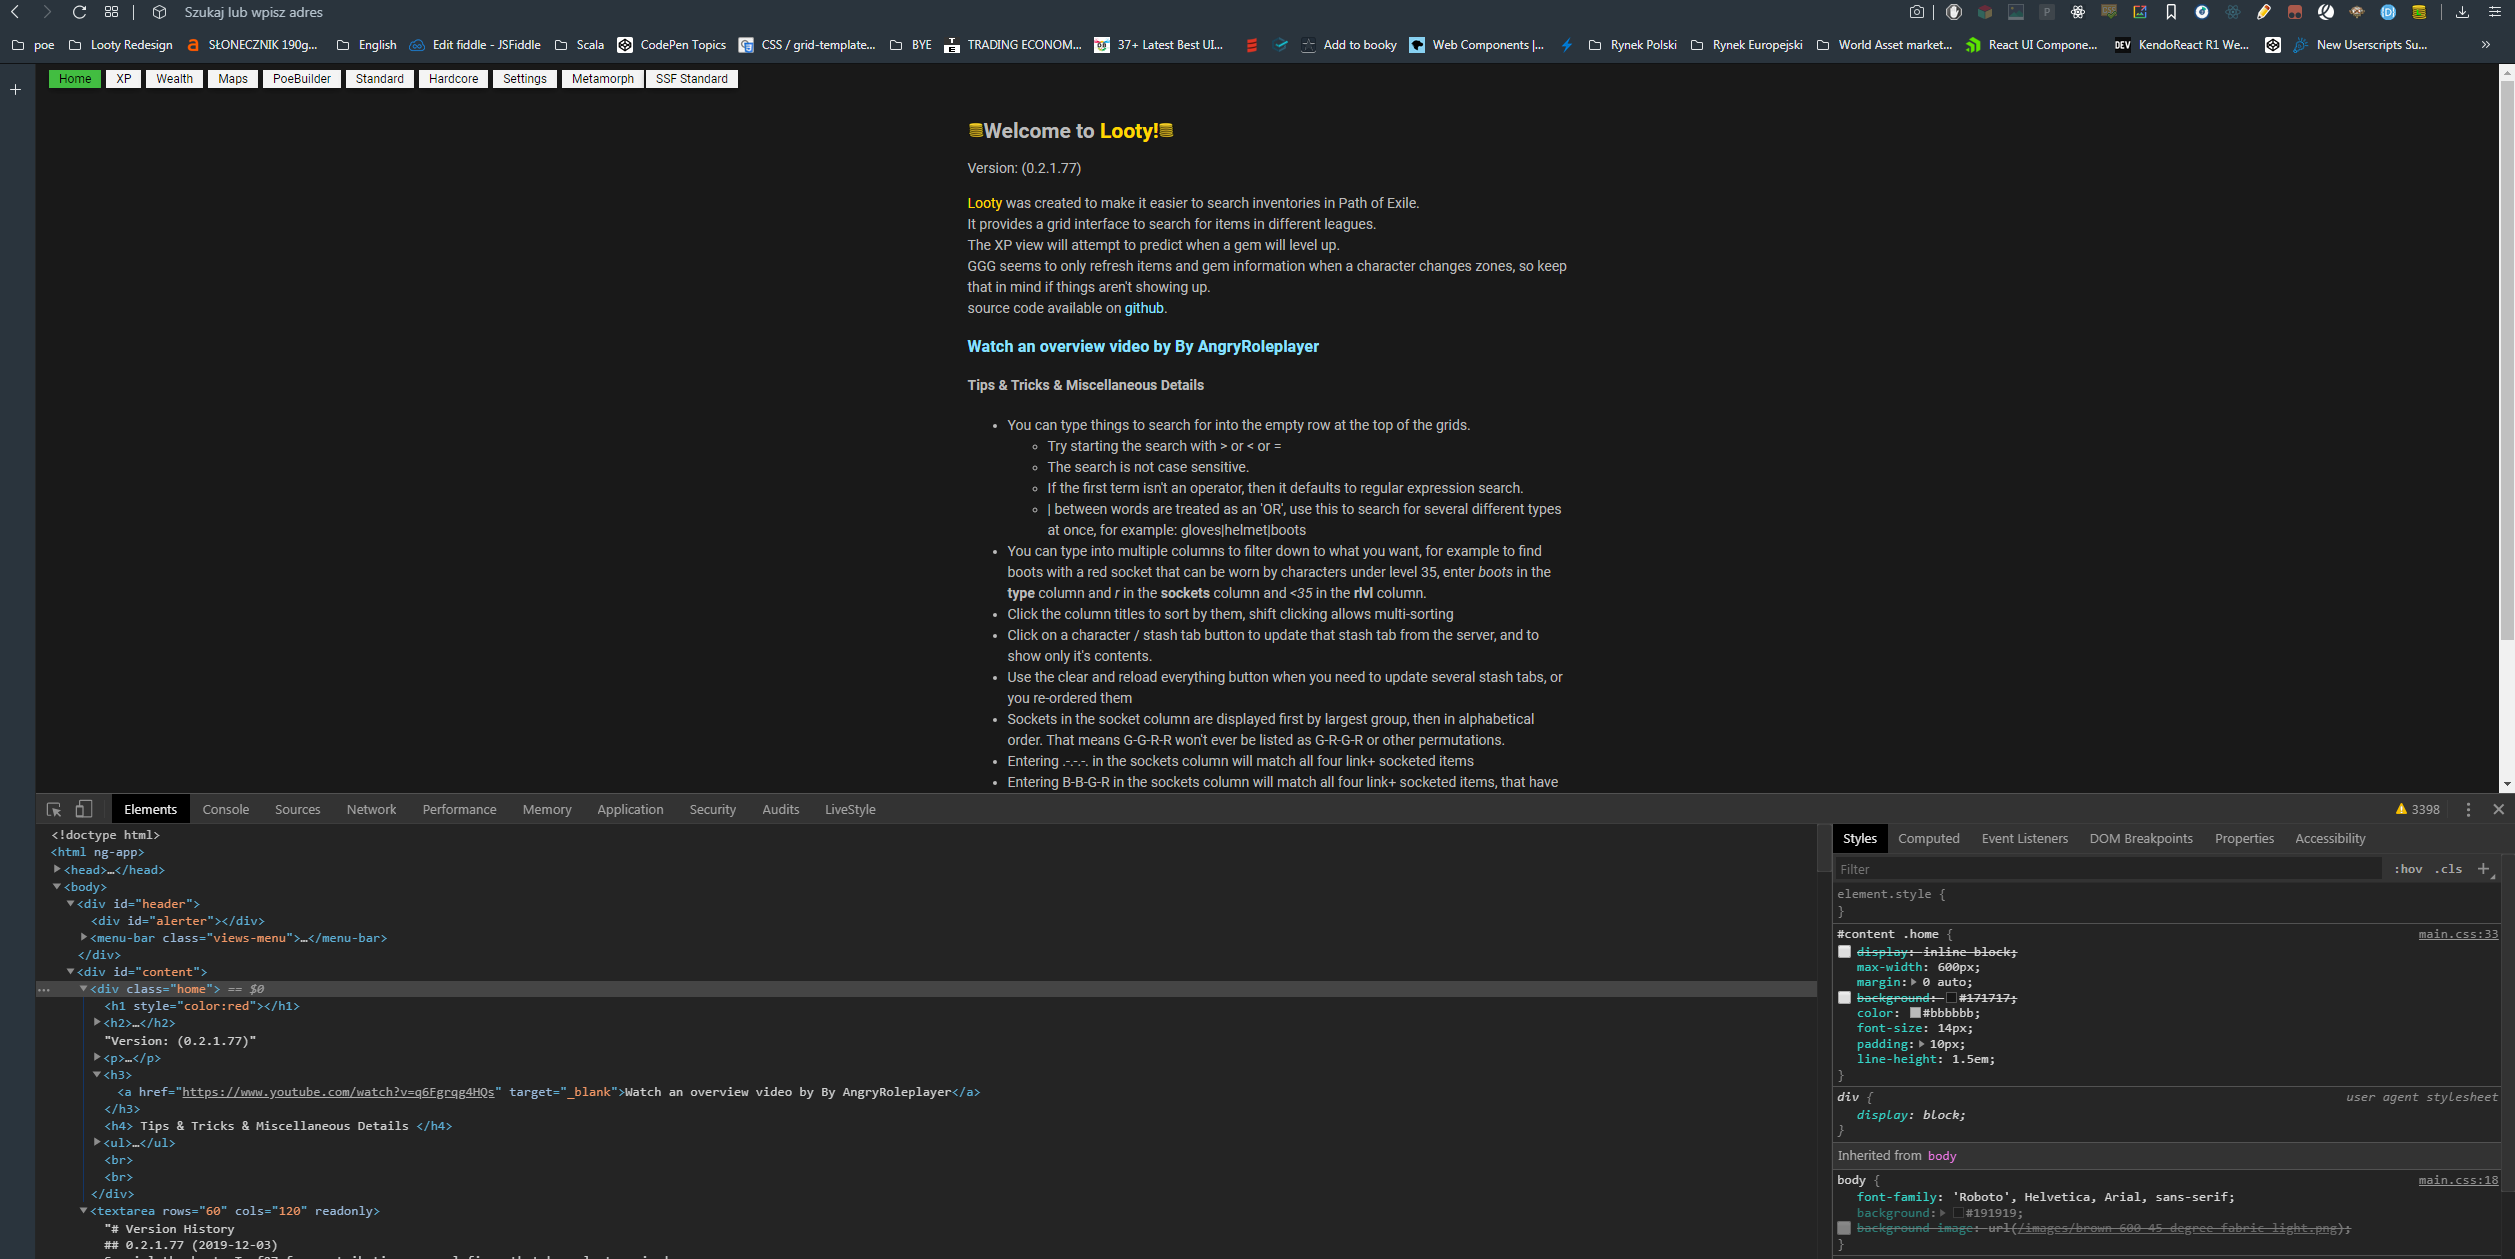 Szukaj lub wpisz adres
poe
Looty Redesign
SŁONECZNIK 190g...
English
Edit fiddle - JSFiddle
Scala
CodePen Topics
CSS / grid-template...
BYE
TRADING ECONOM...
37+ Latest Best UI...
Add to booky
Web Components |...
Rynek Polski
Rynek Europejski
World Asset market...
React UI Compone...
DEV KendoReact R1 We...
New Userscripts Su...
Home XP Wealth Maps PoeBuilder Standard Hardcore Settings Metamorph SSF Standard
Welcome to Looty!
Version: (0.2.1.77)
Looty was created to make it easier to search inventories in Path of Exile.
It provides a grid interface to search for items in different leagues.
The XP view will attempt to predict when a gem will level up.
GGG seems to only refresh items and gem information when a character changes zones, so keep
that in mind if things aren't showing up.
source code available on github.
Watch an overview video by By AngryRoleplayer
Tips & Tricks & Miscellaneous Details
• You can type things to search for into the empty row at the top of the grids.
◦ Try starting the search with > or < or =
◦ The search is not case sensitive.
◦ If the first term isn't an operator, then it defaults to regular expression search.
◦ | between words are treated as an 'OR', use this to search for several different types
at once, for example: gloves|helmet|boots
• You can type into multiple columns to filter down to what you want, for example to find
boots with a red socket that can be worn by characters under level 35, enter boots in the
type column and r in the sockets column and <35 in the rlvl column.
• Click the column titles to sort by them, shift clicking allows multi-sorting
• Click on a character / stash tab button to update that stash tab from the server, and to
show only it's contents.
• Use the clear and reload everything button when you need to update several stash tabs, or
you re-ordered them
• Sockets in the socket column are displayed first by largest group, then in alphabetical
order. That means G-G-R-R won't ever be listed as G-R-G-R or other permutations.
• Entering .-.-.-. in the sockets column will match all four link+ socketed items
• Entering B-B-G-R in the sockets column will match all four link+ socketed items, that have
Elements Console Sources Network Performance Memory Application Security Audits LiveStyle
3398
<!doctype html>
<html ng-app>
<head>…</head>
<body>
<div id="header">
<div id="alerter"></div>
<menu-bar class="views-menu">…</menu-bar>
</div>
<div id="content">
<div class="home"> == $0
<h1 style="color:red"></h1>
<h2>…</h2>
"Version: (0.2.1.77)"
<p>…</p>
<h3>
<a href="https://www.youtube.com/watch?v=q6Fgrqg4HQs" target="_blank">Watch an overview video by By AngryRoleplayer</a>
</h3>
<h4> Tips & Tricks & Miscellaneous Details </h4>
<ul>…</ul>
<br>
<br>
</div>
<textarea rows="60" cols="120" readonly>
"# Version History
## 0.2.1.77 (2019-12-03)
Styles Computed Event Listeners DOM Breakpoints Properties Accessibility
Filter
:hov .cls
element.style {
}
#content .home { main.css:33
display: inline-block;
max-width: 600px;
margin: 0 auto;
background: #171717;
color: #bbbbbb;
font-size: 14px;
padding: 10px;
line-height: 1.5em;
}
div { user agent stylesheet
display: block;
}
Inherited from body
body { main.css:18
font-family: 'Roboto', Helvetica, Arial, sans-serif;
background: #191919;
background-image: url(/images/brown_600_45_degree_fabric_light.png);
}